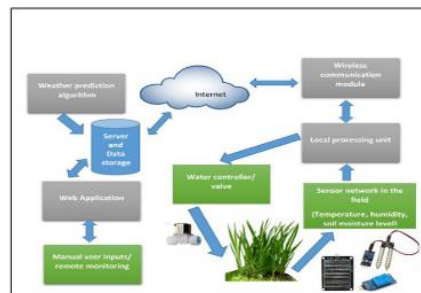 Weather prediction
algorithm
Internet
Wireless
communication
module
Server
and
Data
storage
Local processing unit
Water controller/
valve
Sensor network in the
field
(Temperature, humidity,
soil moisture level)
Web Application
Manual user inputs/
remote monitoring